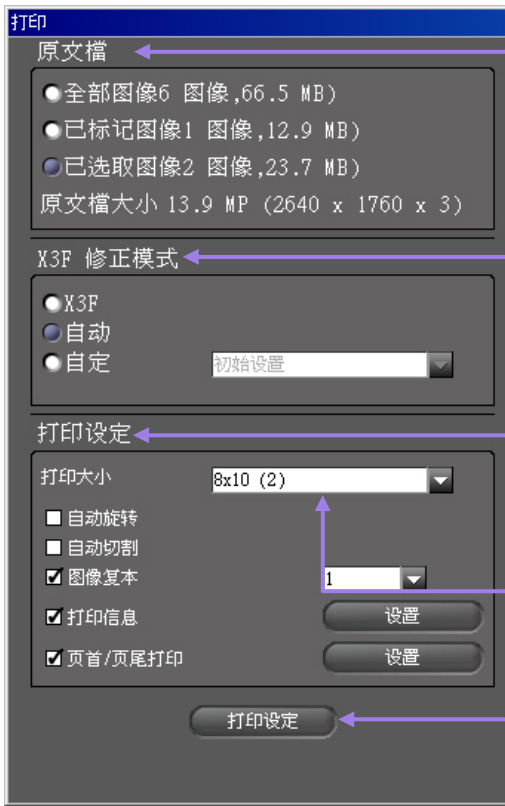 打印
原文檔
全部图像6 图像,66.5 MB)
已标记图像1 图像,12.9 MB)
已选取图像2 图像,23.7 MB)
原文檔大小 13.9 MP (2640 x 1760 x 3)
X3F 修正模式
X3F
自动
自定 初始设置
打印设定
打印大小 8x10 (2)
自动旋转
自动切割
图像复本 1
打印信息 设置
页首/页尾打印 设置
打印设定